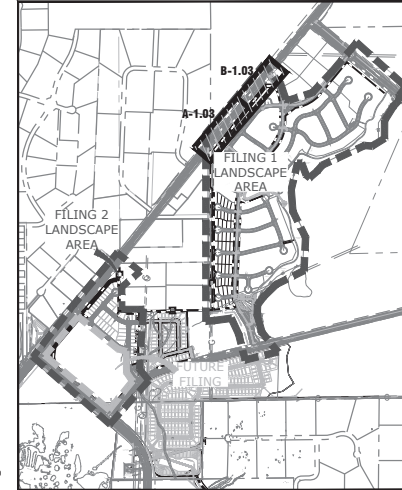 B-1.03
A-1.03
FILING 1
LANDSCAPE
AREA
FILING 2
LANDSCAPE
AREA
FUTURE
FILING